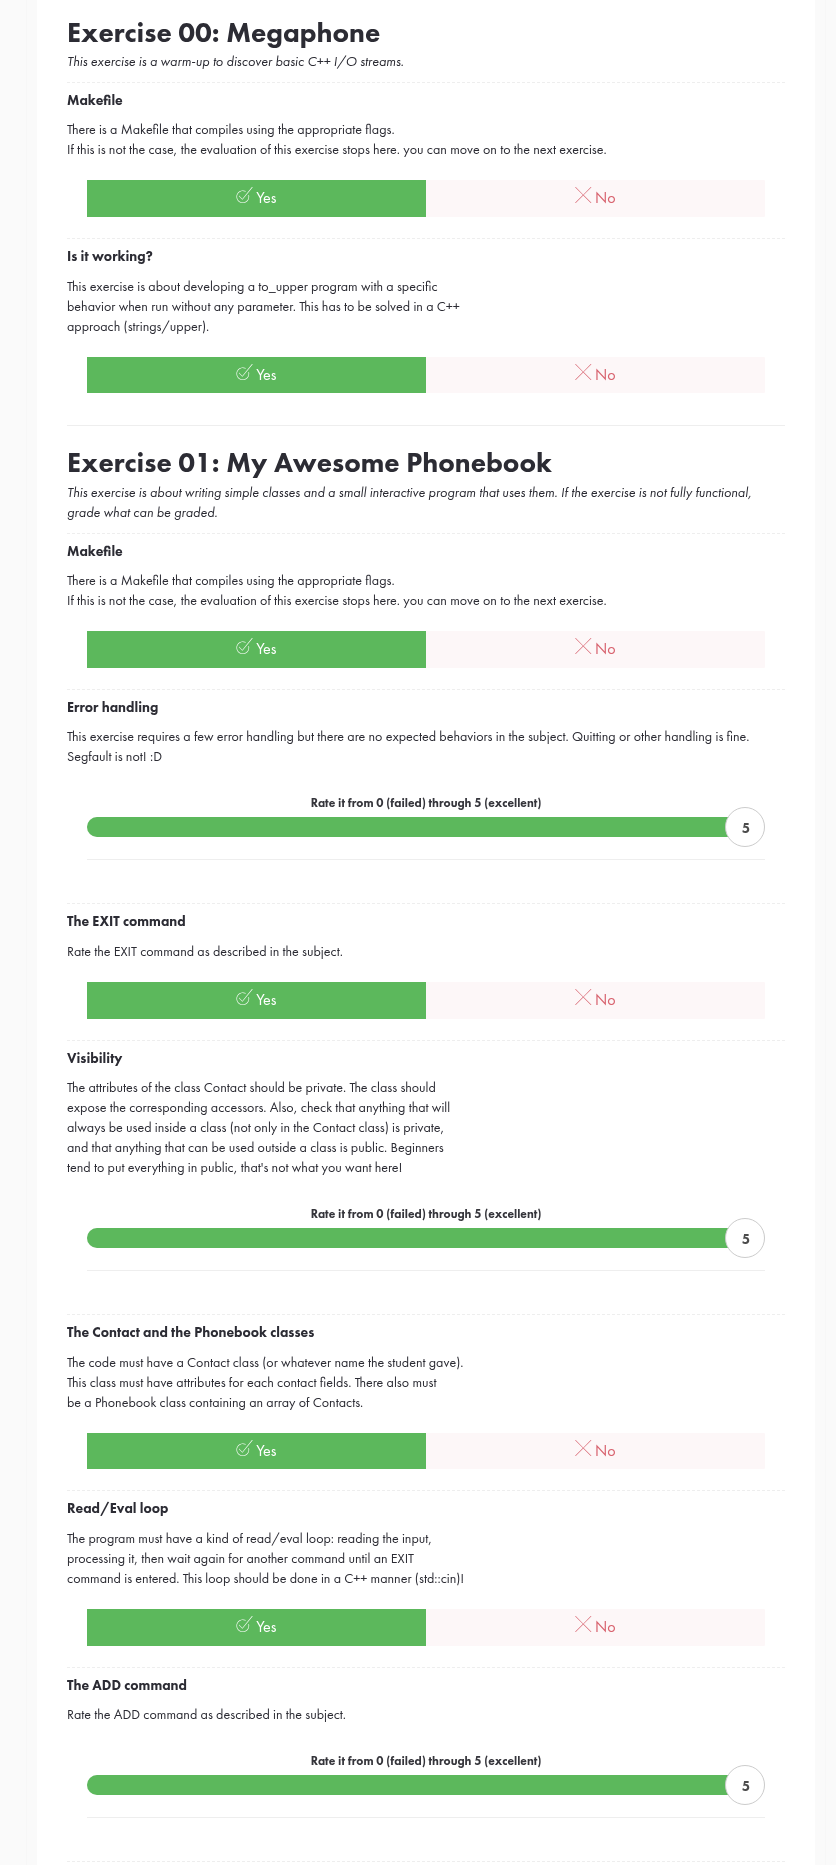 Exercise 00: Megaphone
This exercise is a warm-up to discover basic C++ I/O streams.
Makefile
There is a Makefile that compiles using the appropriate flags.
If this is not the case, the evaluation of this exercise stops here. you can move on to the next exercise.
Yes No
Is it working?
This exercise is about developing a to_upper program with a specific
behavior when run without any parameter. This has to be solved in a C++
approach (strings/upper).
Yes No
Exercise 01: My Awesome Phonebook
This exercise is about writing simple classes and a small interactive program that uses them. If the exercise is not fully functional,
grade what can be graded.
Makefile
There is a Makefile that compiles using the appropriate flags.
If this is not the case, the evaluation of this exercise stops here. you can move on to the next exercise.
Yes No
Error handling
This exercise requires a few error handling but there are no expected behaviors in the subject. Quitting or other handling is fine.
Segfault is not! :D
Rate it from 0 (failed) through 5 (excellent)
5
The EXIT command
Rate the EXIT command as described in the subject.
Yes No
Visibility
The attributes of the class Contact should be private. The class should
expose the corresponding accessors. Also, check that anything that will
always be used inside a class (not only in the Contact class) is private,
and that anything that can be used outside a class is public. Beginners
tend to put everything in public, that's not what you want here!
Rate it from 0 (failed) through 5 (excellent)
5
The Contact and the Phonebook classes
The code must have a Contact class (or whatever name the student gave).
This class must have attributes for each contact fields. There also must
be a Phonebook class containing an array of Contacts.
Yes No
Read/Eval loop
The program must have a kind of read/eval loop: reading the input,
processing it, then wait again for another command until an EXIT
command is entered. This loop should be done in a C++ manner (std::cin)!
Yes No
The ADD command
Rate the ADD command as described in the subject.
Rate it from 0 (failed) through 5 (excellent)
5